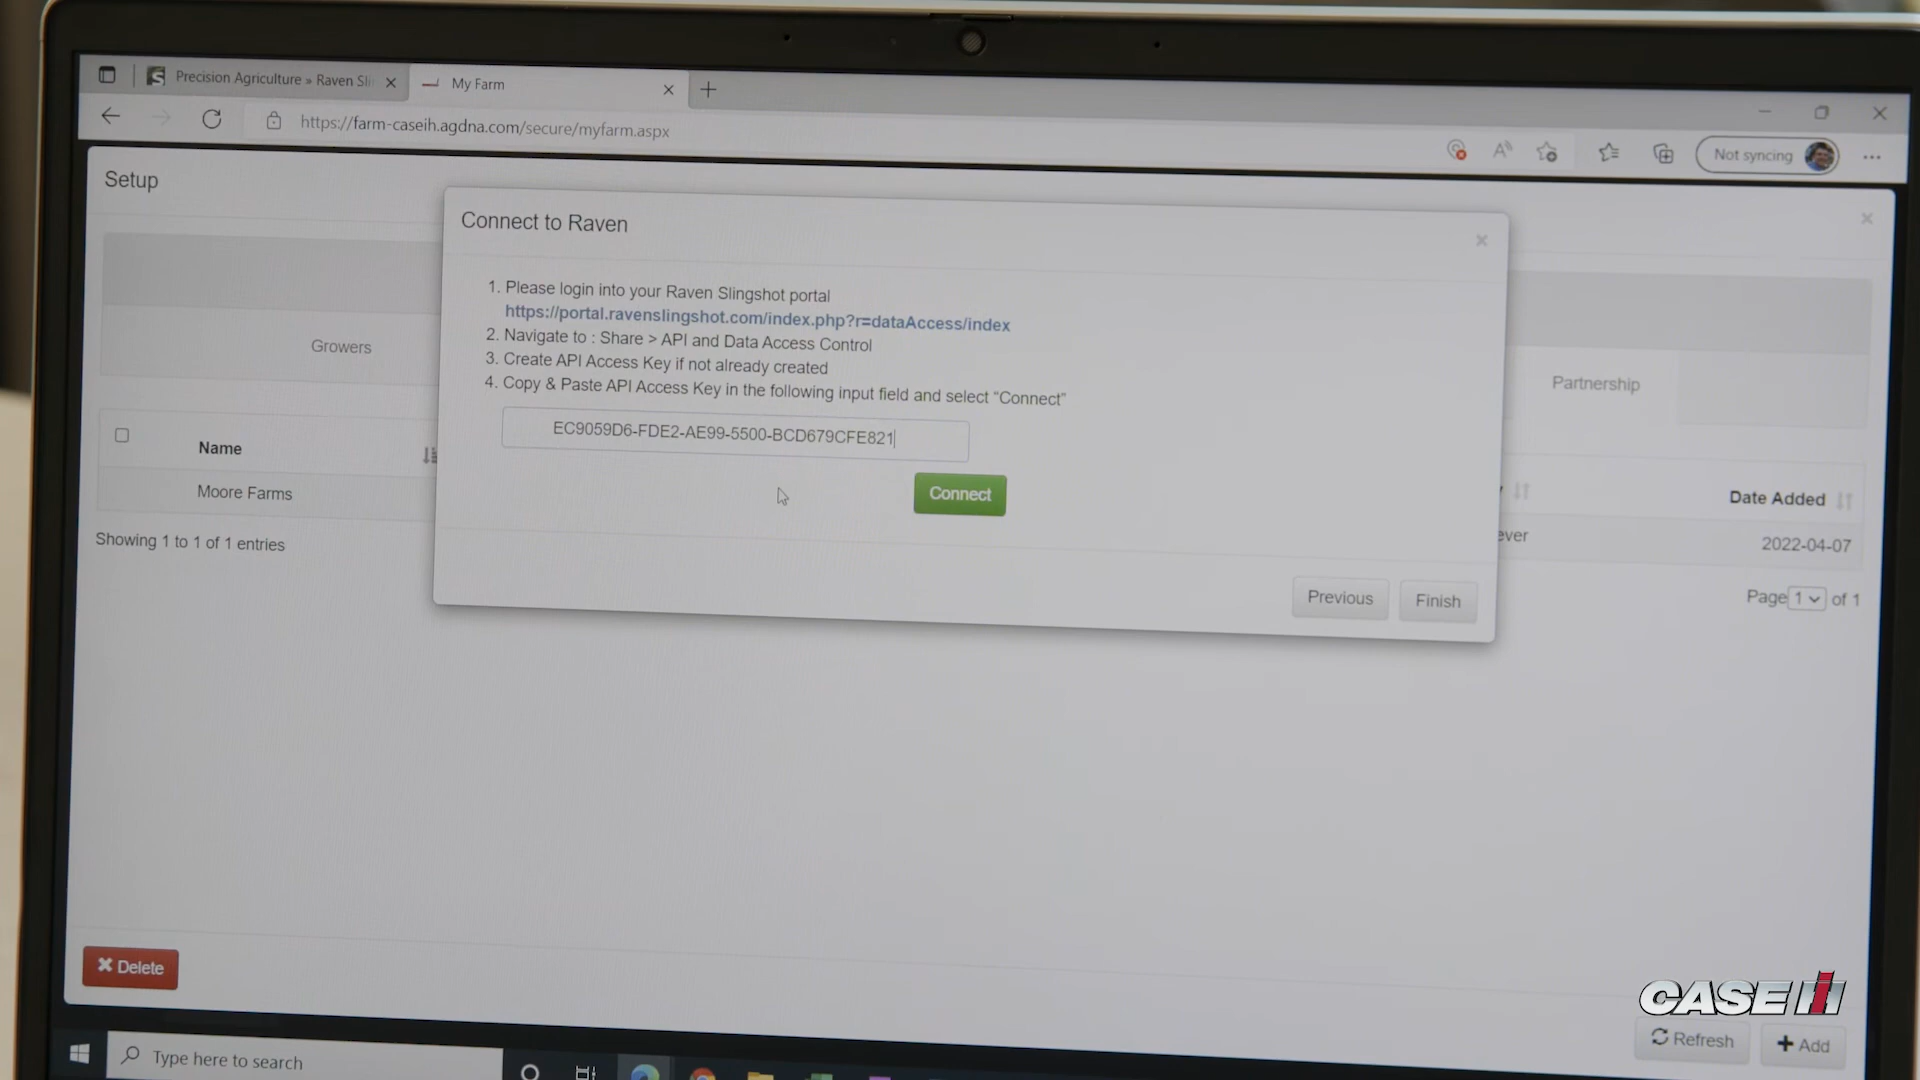 Precision Agriculture » Raven Sli
My Farm
https://farm-caseih.agdna.com/secure/myfarm.aspx
Not syncing
Setup
Connect to Raven
1. Please login into your Raven Slingshot portal
https://portal.ravenslingshot.com/index.php?r=dataAccess/index
2. Navigate to : Share > API and Data Access Control
3. Create API Access Key if not already created
4. Copy & Paste API Access Key in the following input field and select “Connect”
EC9059D6-FDE2-AE99-5500-BCD679CFE821
Connect
Previous
Finish
Growers
Partnership
Name
Date Added
Moore Farms
ever
2022-04-07
Showing 1 to 1 of 1 entries
Page 1 of 1
Delete
CASE IH
Refresh
Add
Type here to search